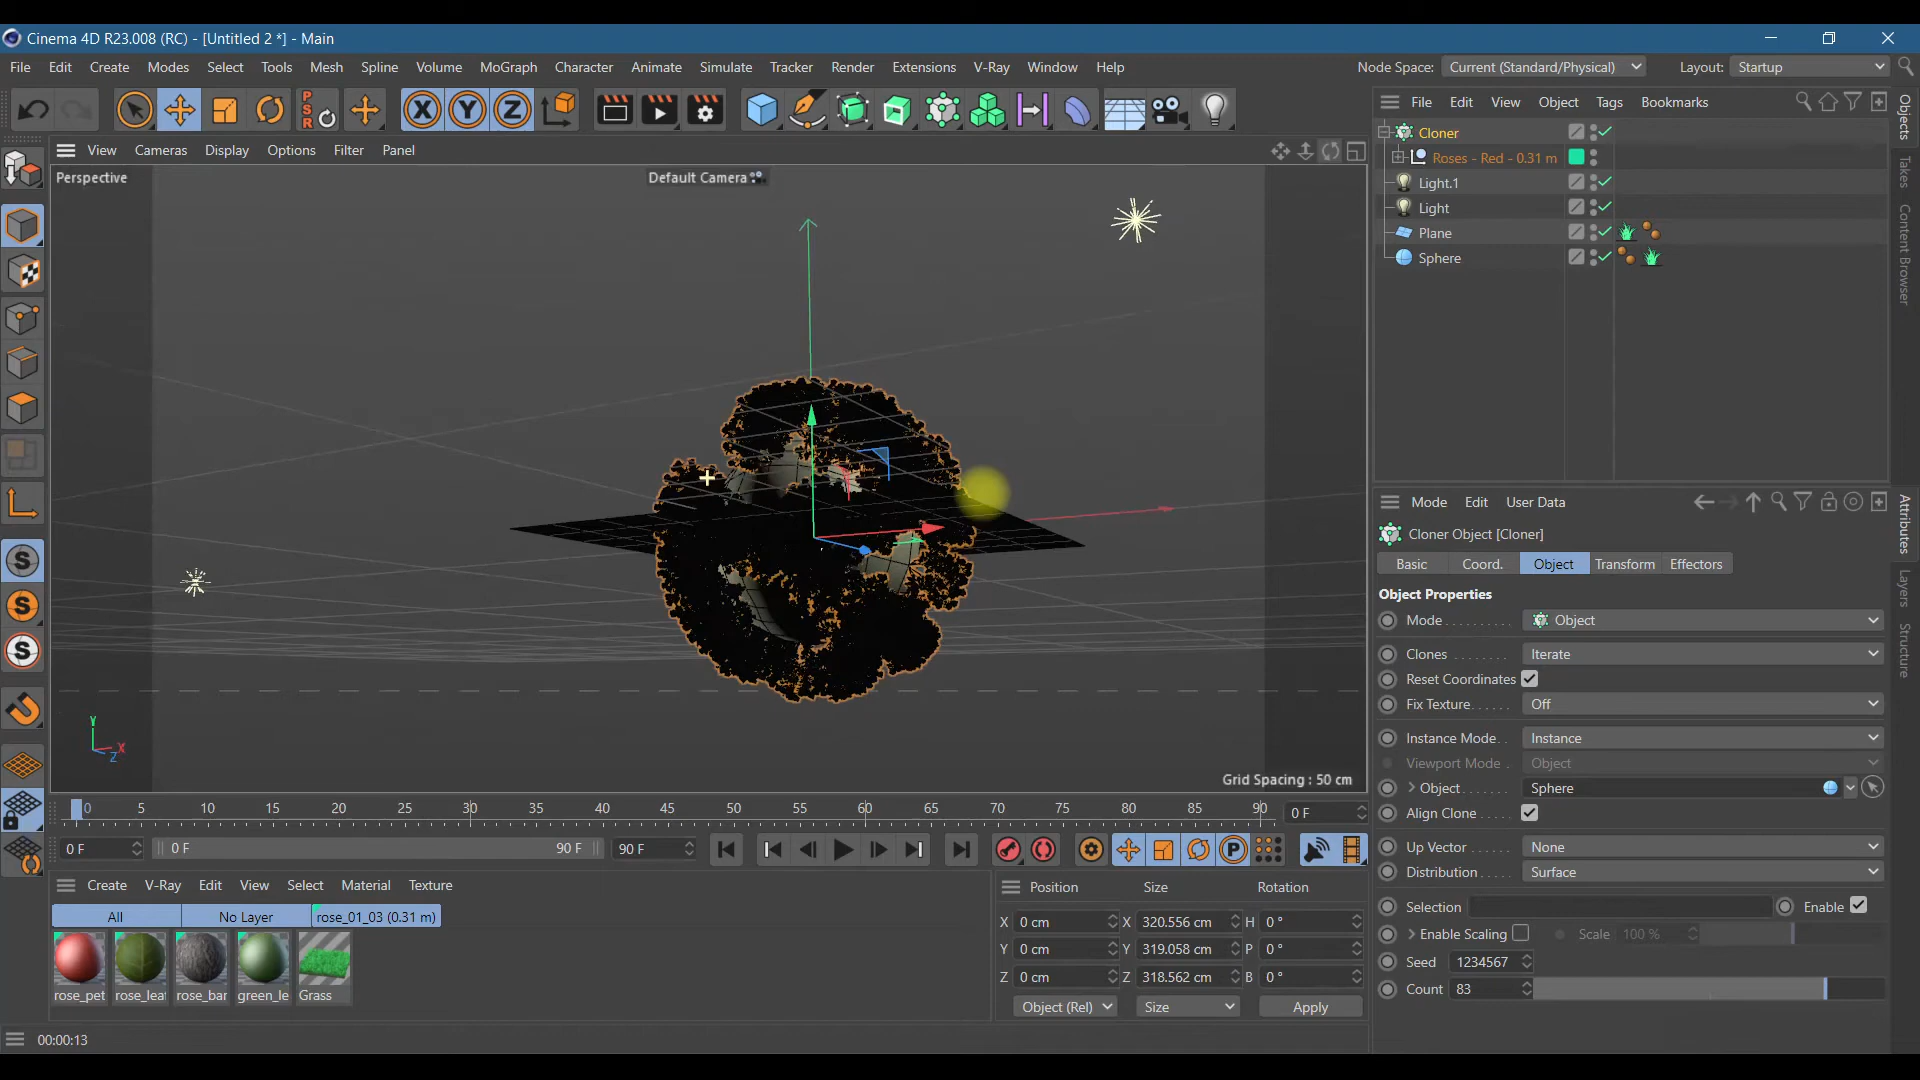 Cinema 4D R23.008 (RC) - [Untitled 2 *] - Main
File Edit Create Modes Select Tools Mesh Spline Volume MoGraph Character Animate Simulate Tracker Render Extensions V-Ray Window Help
Node Space: Current (Standard/Physical) Layout: Startup
PSR
X Y Z
View Cameras Display Options Filter Panel
Perspective
Default Camera
Grid Spacing : 50 cm
Y
X
Z
File Edit View Object Tags Bookmarks
Cloner
Roses - Red - 0.31 m
Light.1
Light
Plane
Sphere
Objects
Takes
Content Browser
Mode Edit User Data
Cloner Object [Cloner]
Basic Coord. Object Transform Effectors
Object Properties
Mode Object
Clones Iterate
Reset Coordinates
Fix Texture Off
Instance Mode Instance
Viewport Mode Object
Object Sphere
Align Clone
Up Vector None
Distribution Surface
Selection Enable
Enable Scaling Scale 100 %
Seed 1234567
Count 83
Attributes
Layers
Structure
0 5 10 15 20 25 30 35 40 45 50 55 60 65 70 75 80 85 90 0 F
0 F 0 F 90 F 90 F
Create V-Ray Edit View Select Material Texture
All No Layer rose_01_03 (0.31 m)
rose_pet rose_leaf rose_bar green_le Grass
Position Size Rotation
X 0 cm X 320.556 cm H 0 °
Y 0 cm Y 319.058 cm P 0 °
Z 0 cm Z 318.562 cm B 0 °
Object (Rel) Size Apply
00:00:13